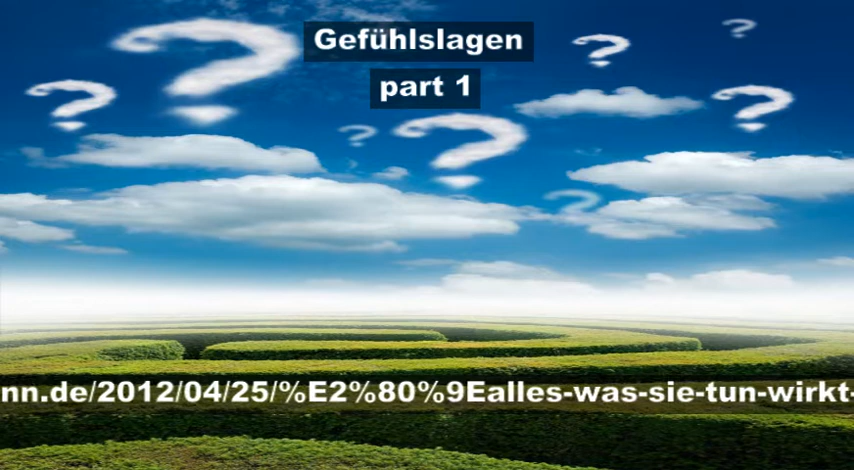 Gefühlslagen
part 1
nn.de/2012/04/25/%E2%80%9Ealles-was-sie-tun-wirkt-